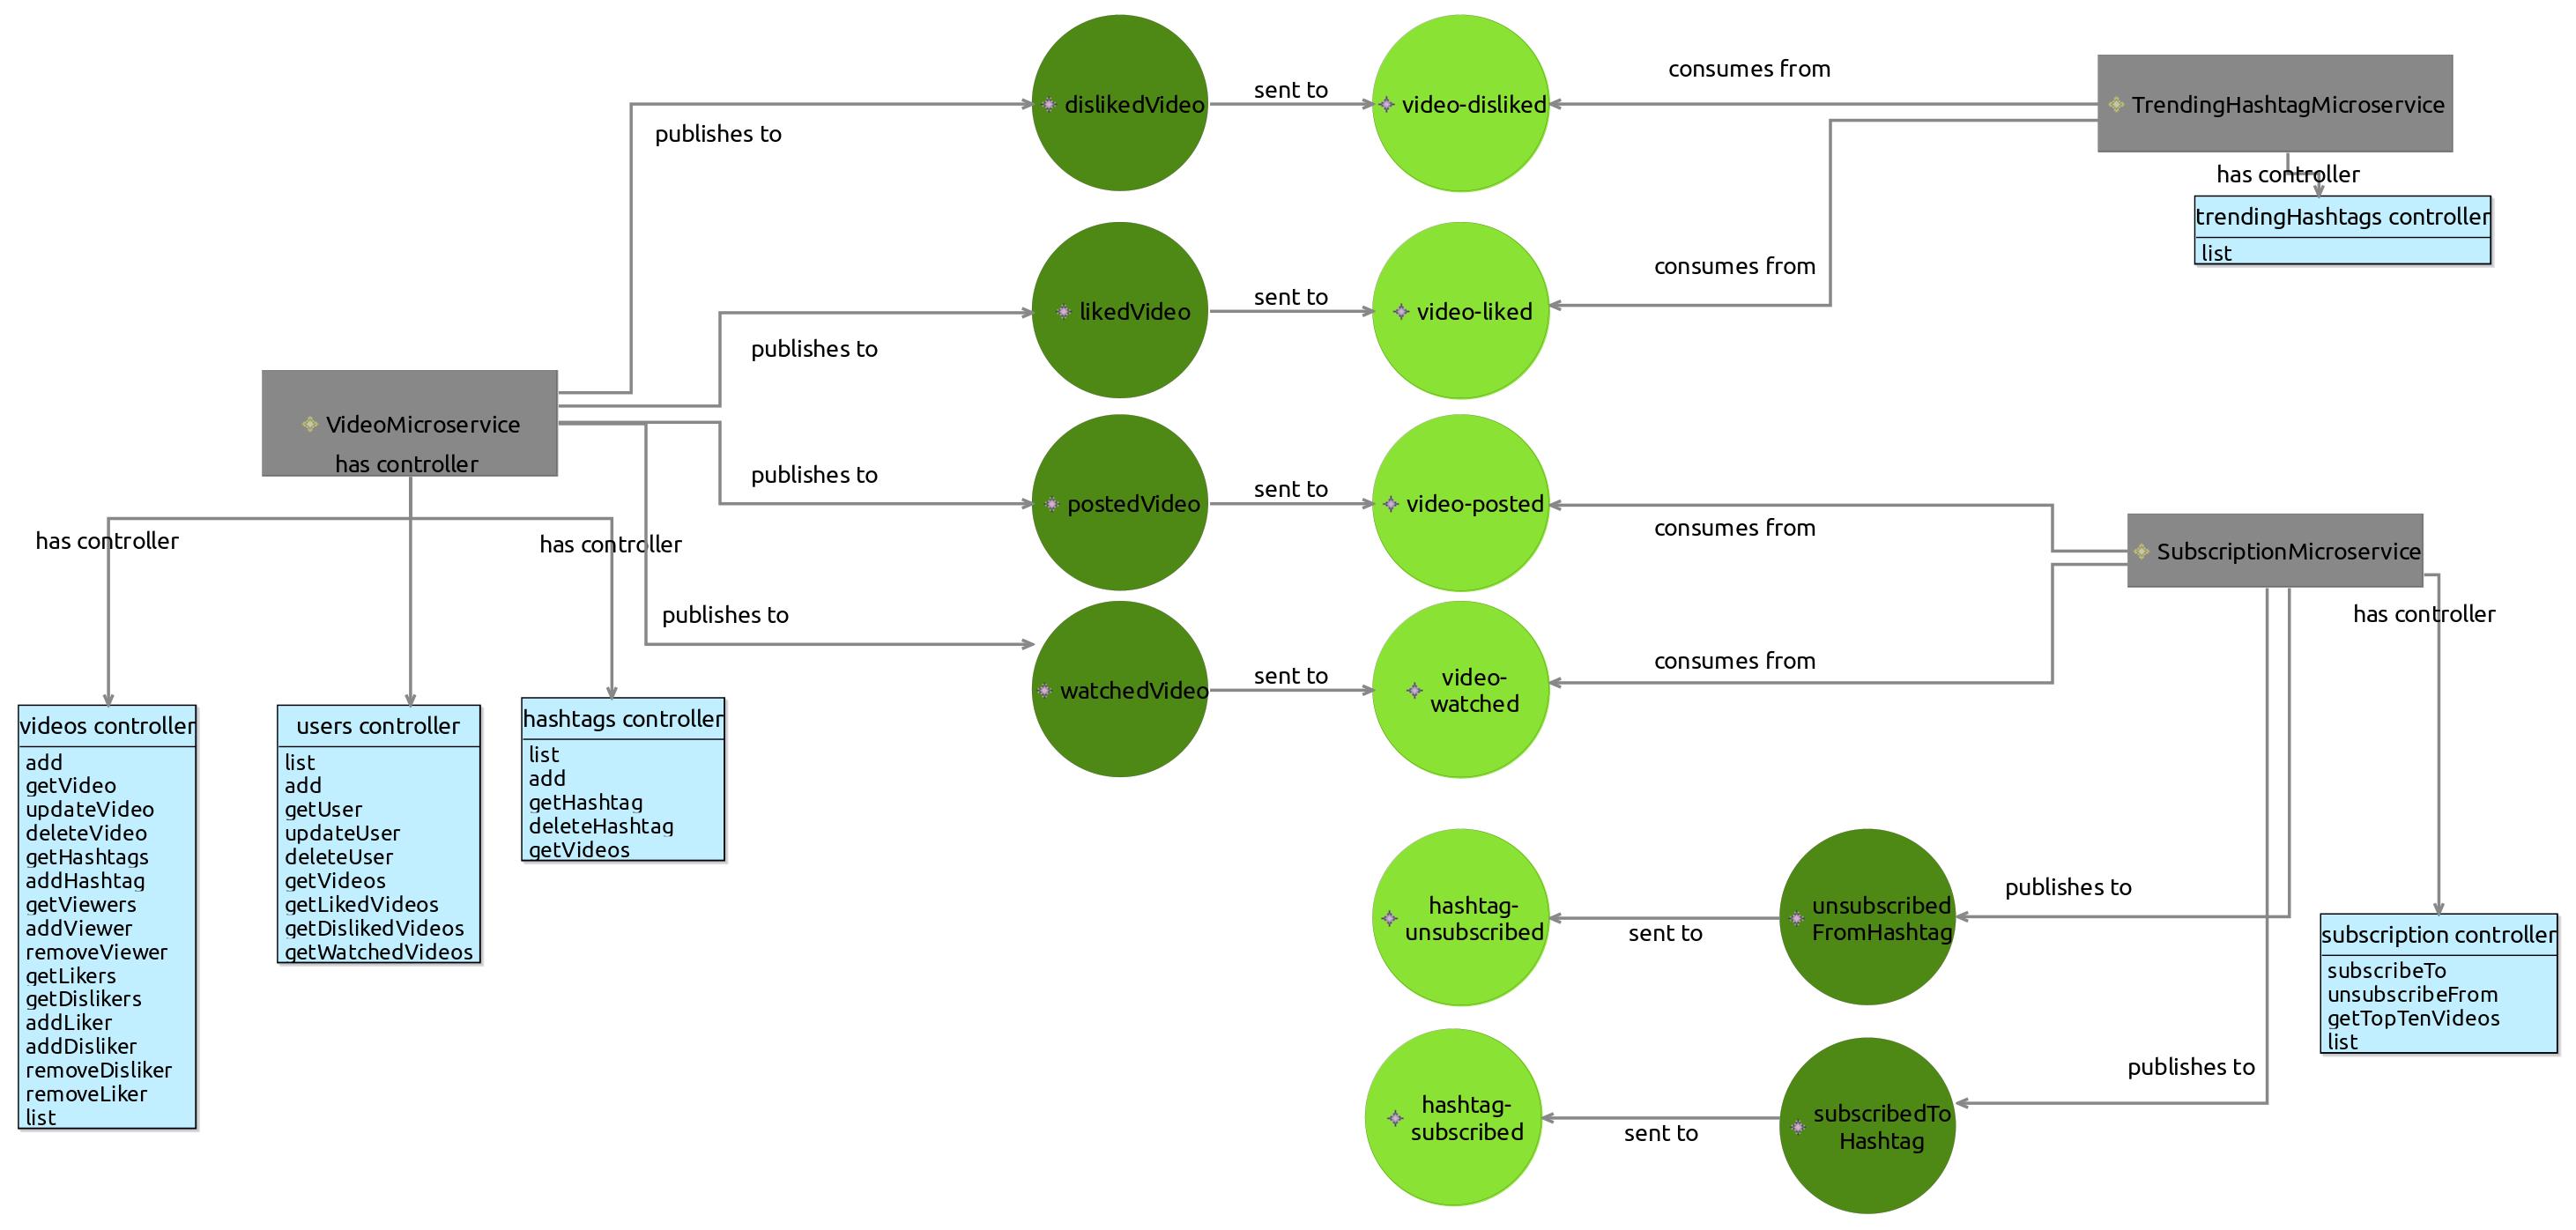 dislikedVideo
sent to
video-disliked
consumes from
TrendingHashtagMicroservice
publishes to
has controller
trendingHashtags controller
list
consumes from
likedVideo
sent to
video-liked
publishes to
VideoMicroservice
has controller
publishes to
postedVideo
sent to
video-posted
consumes from
SubscriptionMicroservice
has controller
has controller
has controller
publishes to
watchedVideo
sent to
video-
watched
consumes from
videos controller
add
getVideo
updateVideo
deleteVideo
getHashtags
addHashtag
getViewers
addViewer
removeViewer
getLikers
getDislikers
addLiker
addDisliker
removeDisliker
removeLiker
list
users controller
list
add
getUser
updateUser
deleteUser
getVideos
getLikedVideos
getDislikedVideos
getWatchedVideos
hashtags controller
list
add
getHashtag
deleteHashtag
getVideos
hashtag-
unsubscribed
sent to
unsubscribed
FromHashtag
publishes to
subscription controller
subscribeTo
unsubscribeFrom
getTopTenVideos
list
hashtag-
subscribed
sent to
subscribedTo
Hashtag
publishes to